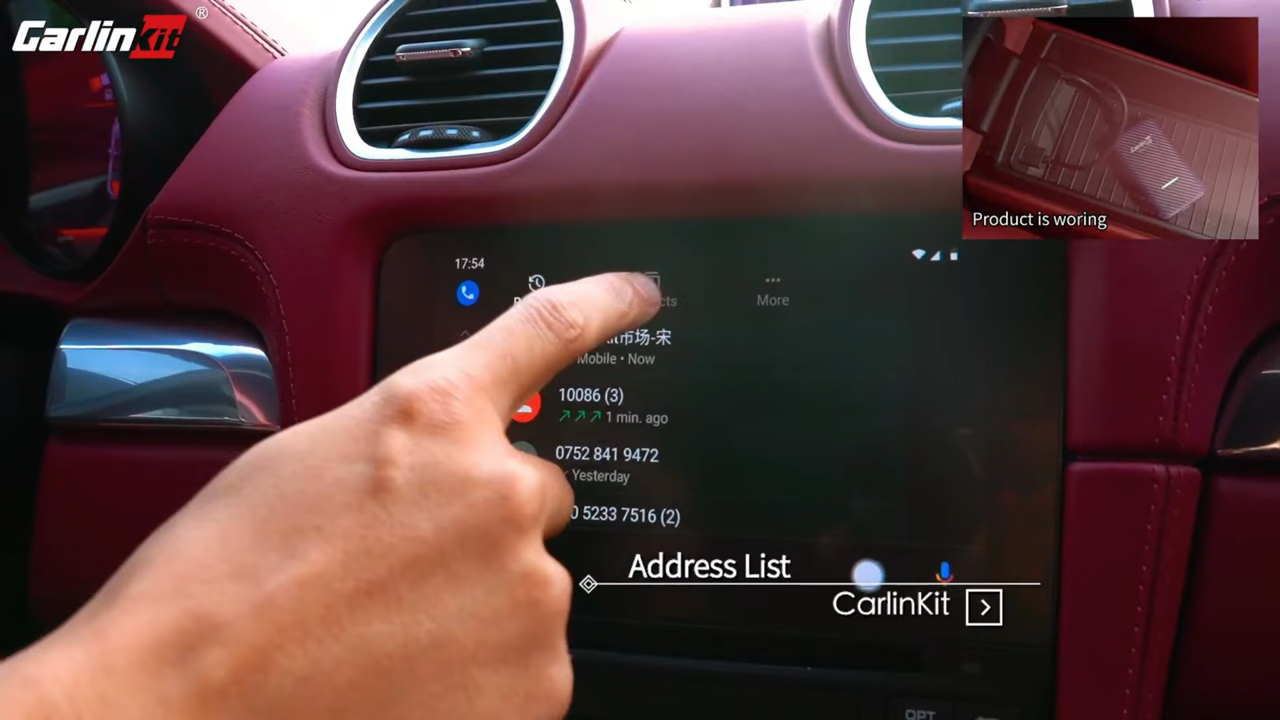 CarlinKit®
Product is woring
17:54
More
市场-宋
Mobile • Now
10086 (3)
1 min. ago
0752 841 9472
Yesterday
5233 7516 (2)
Address List
CarlinKit
OPT